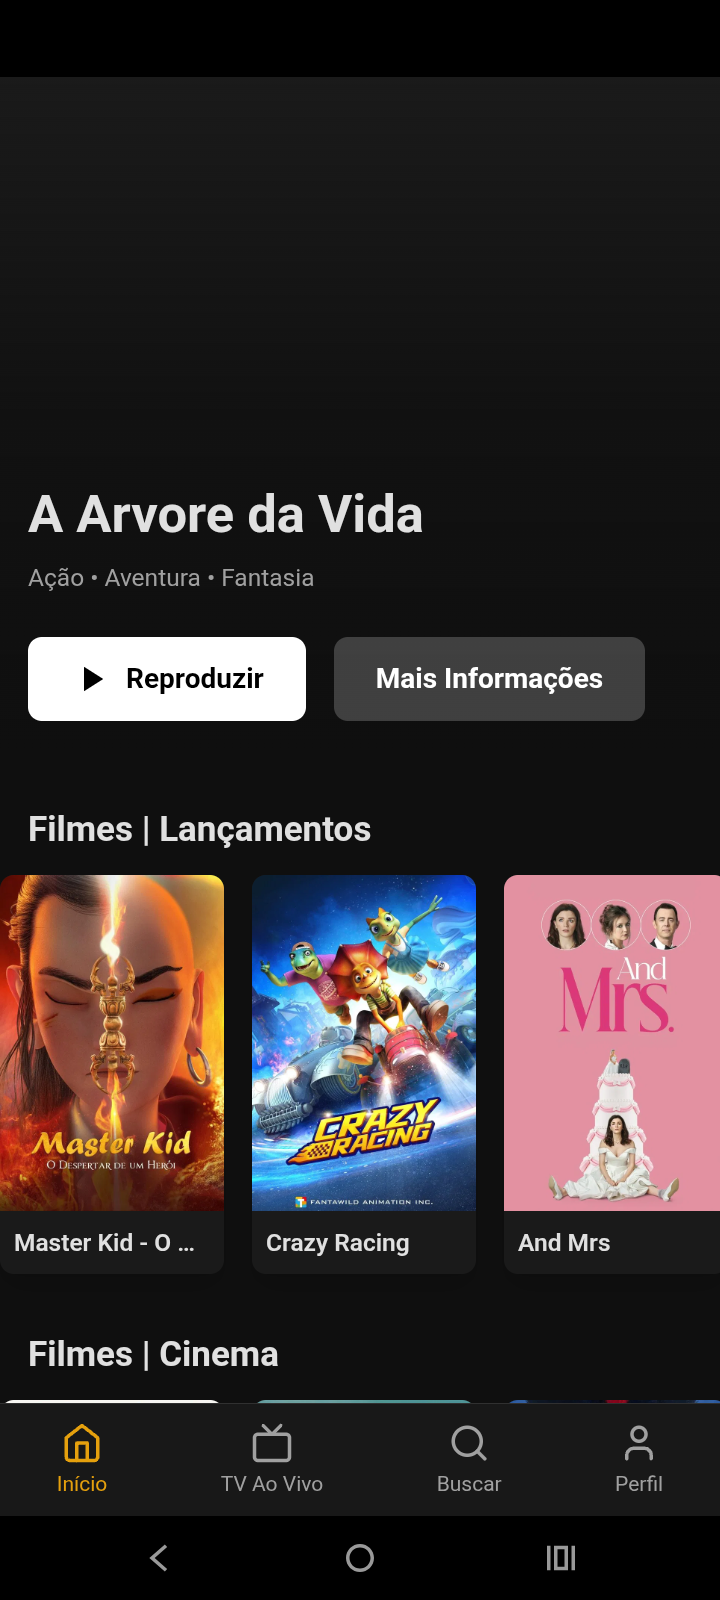 A Arvore da Vida
Ação • Aventura • Fantasia
Reproduzir
Mais Informações
Filmes | Lançamentos
Master Kid
O Despertar de um Herói
CRAZY
RACING
FANTAWILD ANIMATION INC.
And
Mrs.
Master Kid - O ...
Crazy Racing
And Mrs
Filmes | Cinema
Início
TV Ao Vivo
Buscar
Perfil